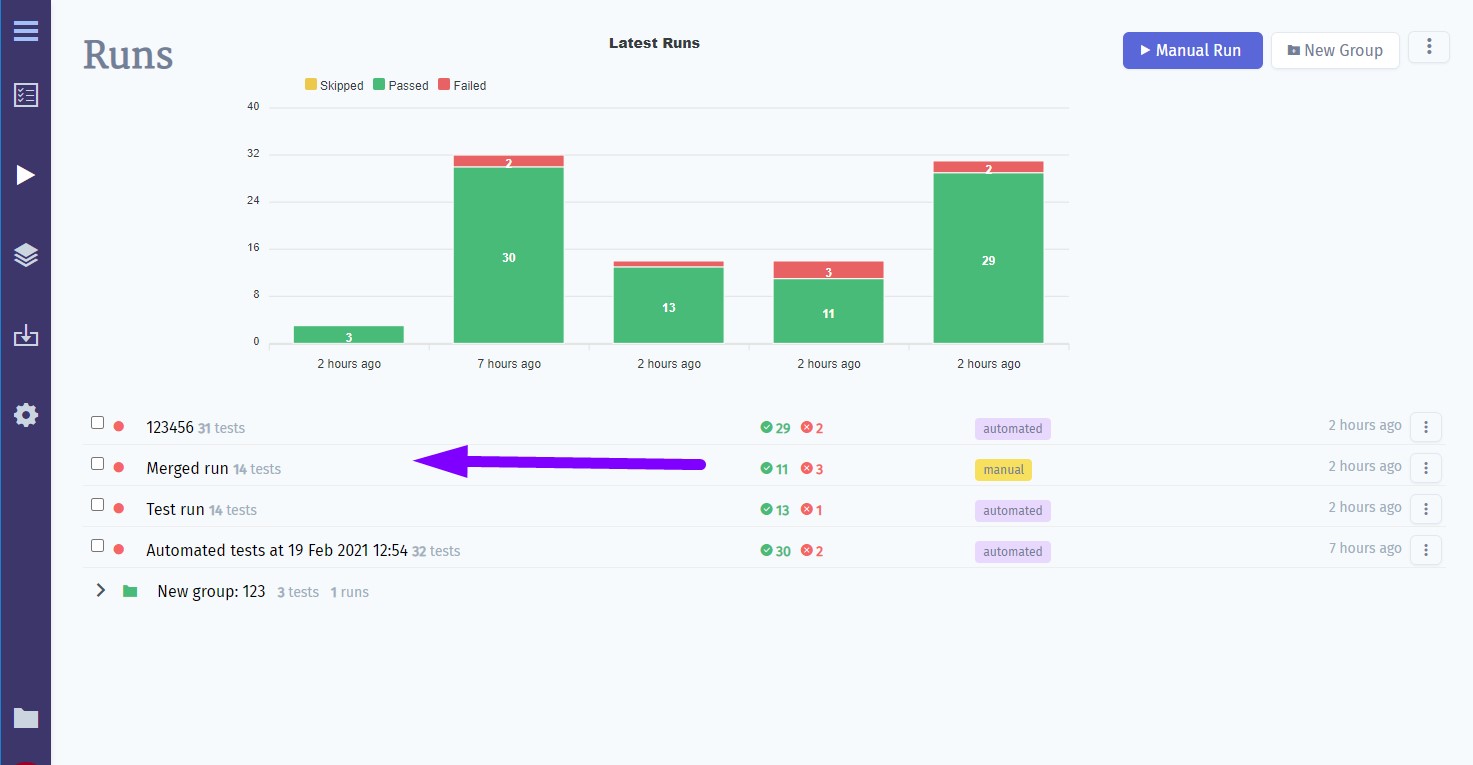 Runs
Latest Runs
Manual Run
New Group
Skipped Passed Failed
40
32
24
16
8
0
2
30
13
3
11
2
29
3
2 hours ago 7 hours ago 2 hours ago 2 hours ago 2 hours ago
123456 31 tests 29 2 automated 2 hours ago
Merged run 14 tests 11 3 manual 2 hours ago
Test run 14 tests 13 1 automated 2 hours ago
Automated tests at 19 Feb 2021 12:54 32 tests 30 2 automated 7 hours ago
New group: 123 3 tests 1 runs